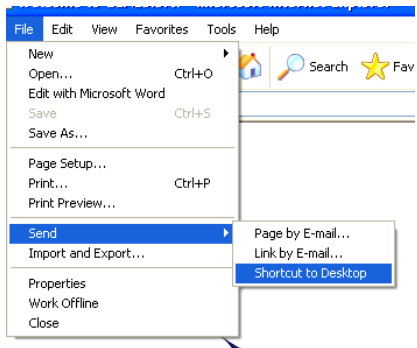 File Edit View Favorites Tools Help
New
Open... Ctrl+O
Edit with Microsoft Word
Save Ctrl+S
Save As...
Page Setup...
Print... Ctrl+P
Print Preview...
Send
Import and Export...
Properties
Work Offline
Close
Search Fav
Page by E-mail...
Link by E-mail...
Shortcut to Desktop